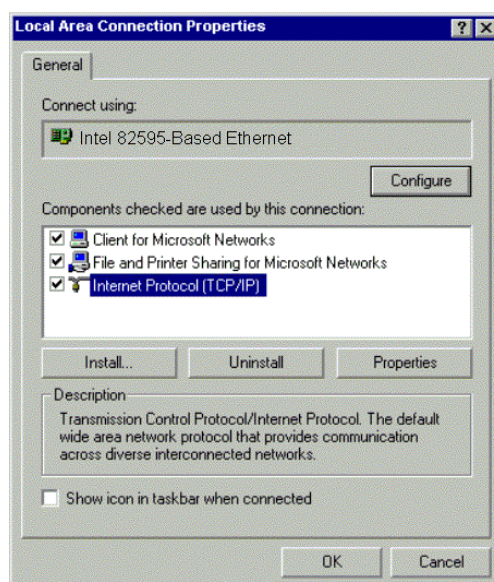 Local Area Connection Properties
General
Connect using:
Intel 82595-Based Ethernet
Configure
Components checked are used by this connection:
Client for Microsoft Networks
File and Printer Sharing for Microsoft Networks
Internet Protocol (TCP/IP)
Install... Uninstall Properties
Description
Transmission Control Protocol/Internet Protocol. The default
wide area network protocol that provides communication
across diverse interconnected networks.
Show icon in taskbar when connected
OK Cancel